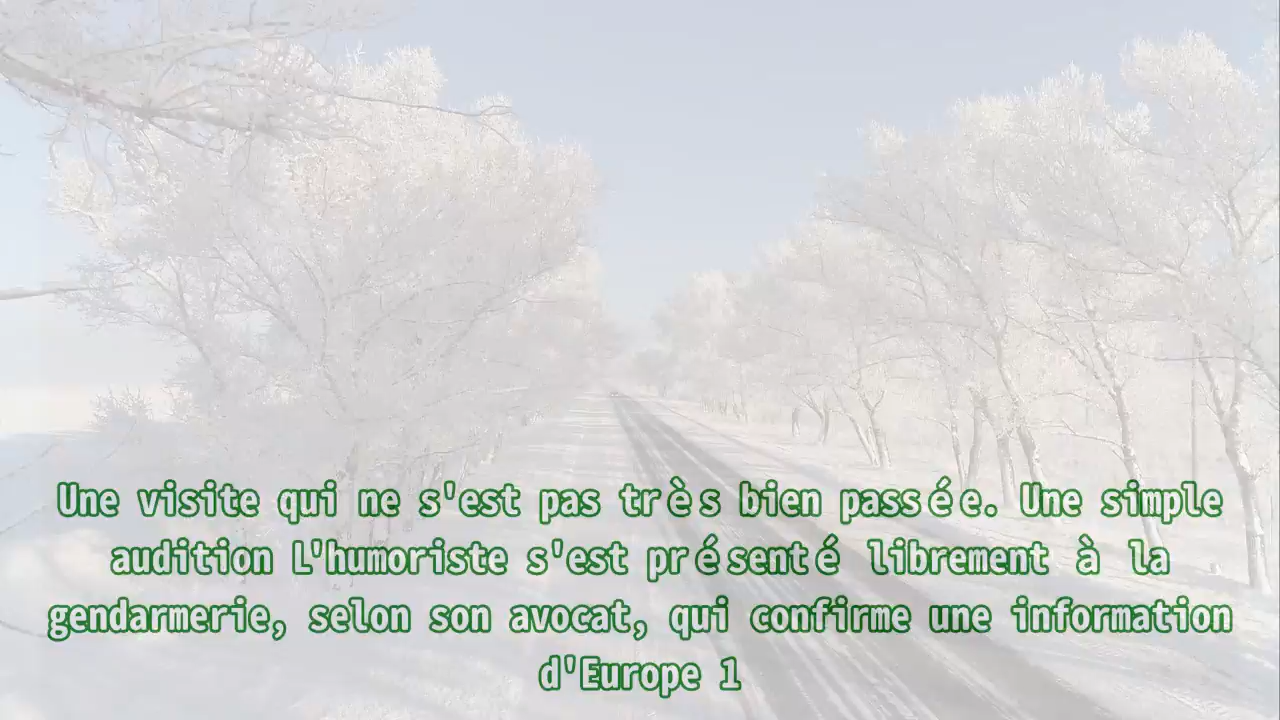 Une visite qui ne s'est pas très bien passée. Une simple
audition L'humoriste s'est présenté librement à la
gendarmerie, selon son avocat, qui confirme une information
d'Europe 1